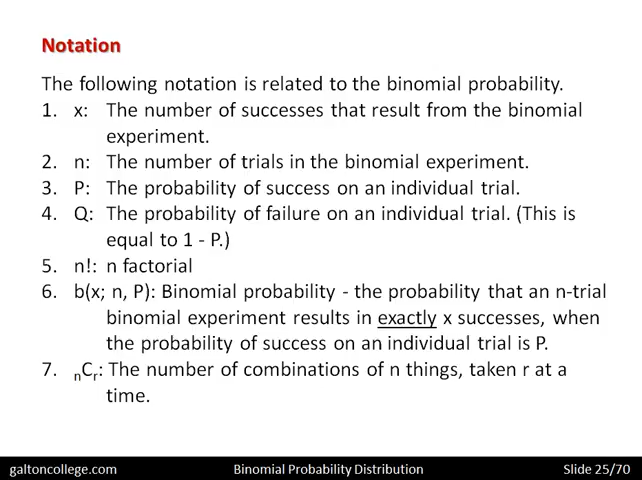 Notation
The following notation is related to the binomial probability.
1. x: The number of successes that result from the binomial
experiment.
2. n: The number of trials in the binomial experiment.
3. P: The probability of success on an individual trial.
4. Q: The probability of failure on an individual trial. (This is
equal to 1 - P.)
5. n!: n factorial
6. b(x; n, P): Binomial probability - the probability that an n-trial
binomial experiment results in exactly x successes, when
the probability of success on an individual trial is P.
7. nCr: The number of combinations of n things, taken r at a
time.
galtoncollege.com Binomial Probability Distribution Slide 25/70